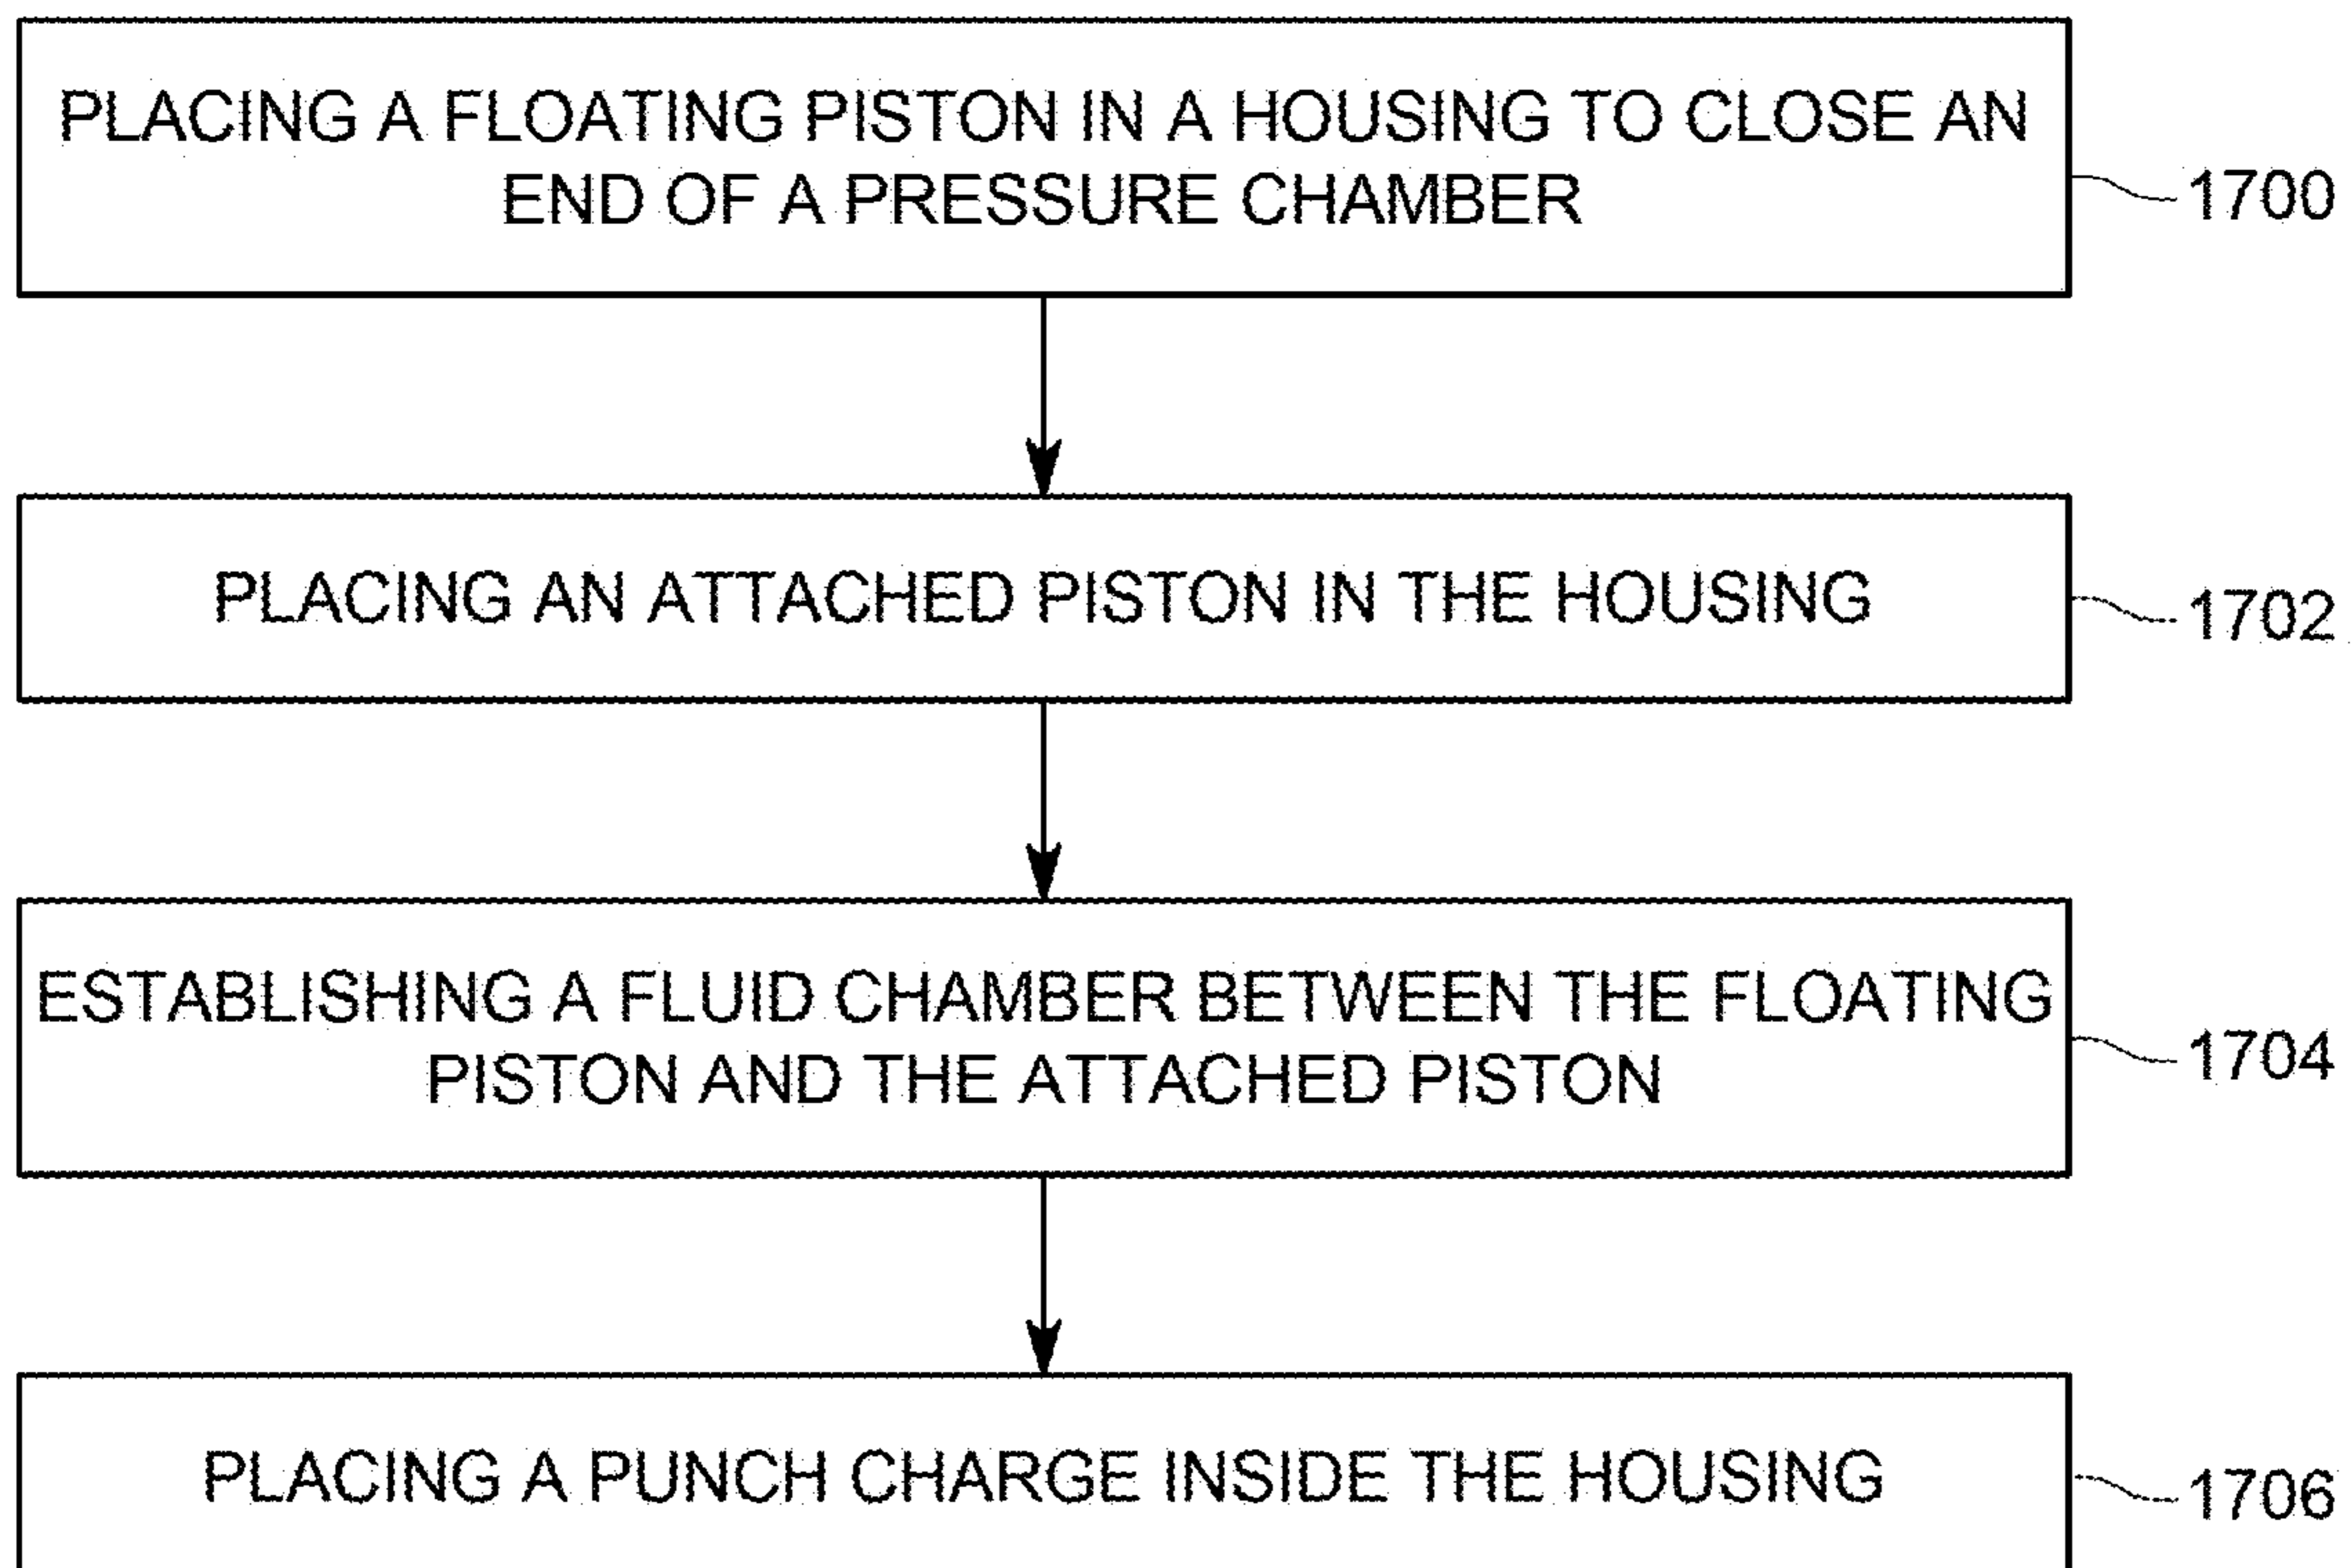 PLACING A FLOATING PISTON IN A HOUSING TO CLOSE AN
END OF A PRESSURE CHAMBER
1700
PLACING AN ATTACHED PISTON IN THE HOUSING
1702
ESTABLISHING A FLUID CHAMBER BETWEEN THE FLOATING
PISTON AND THE ATTACHED PISTON
1704
PLACING A PUNCH CHARGE INSIDE THE HOUSING
1706